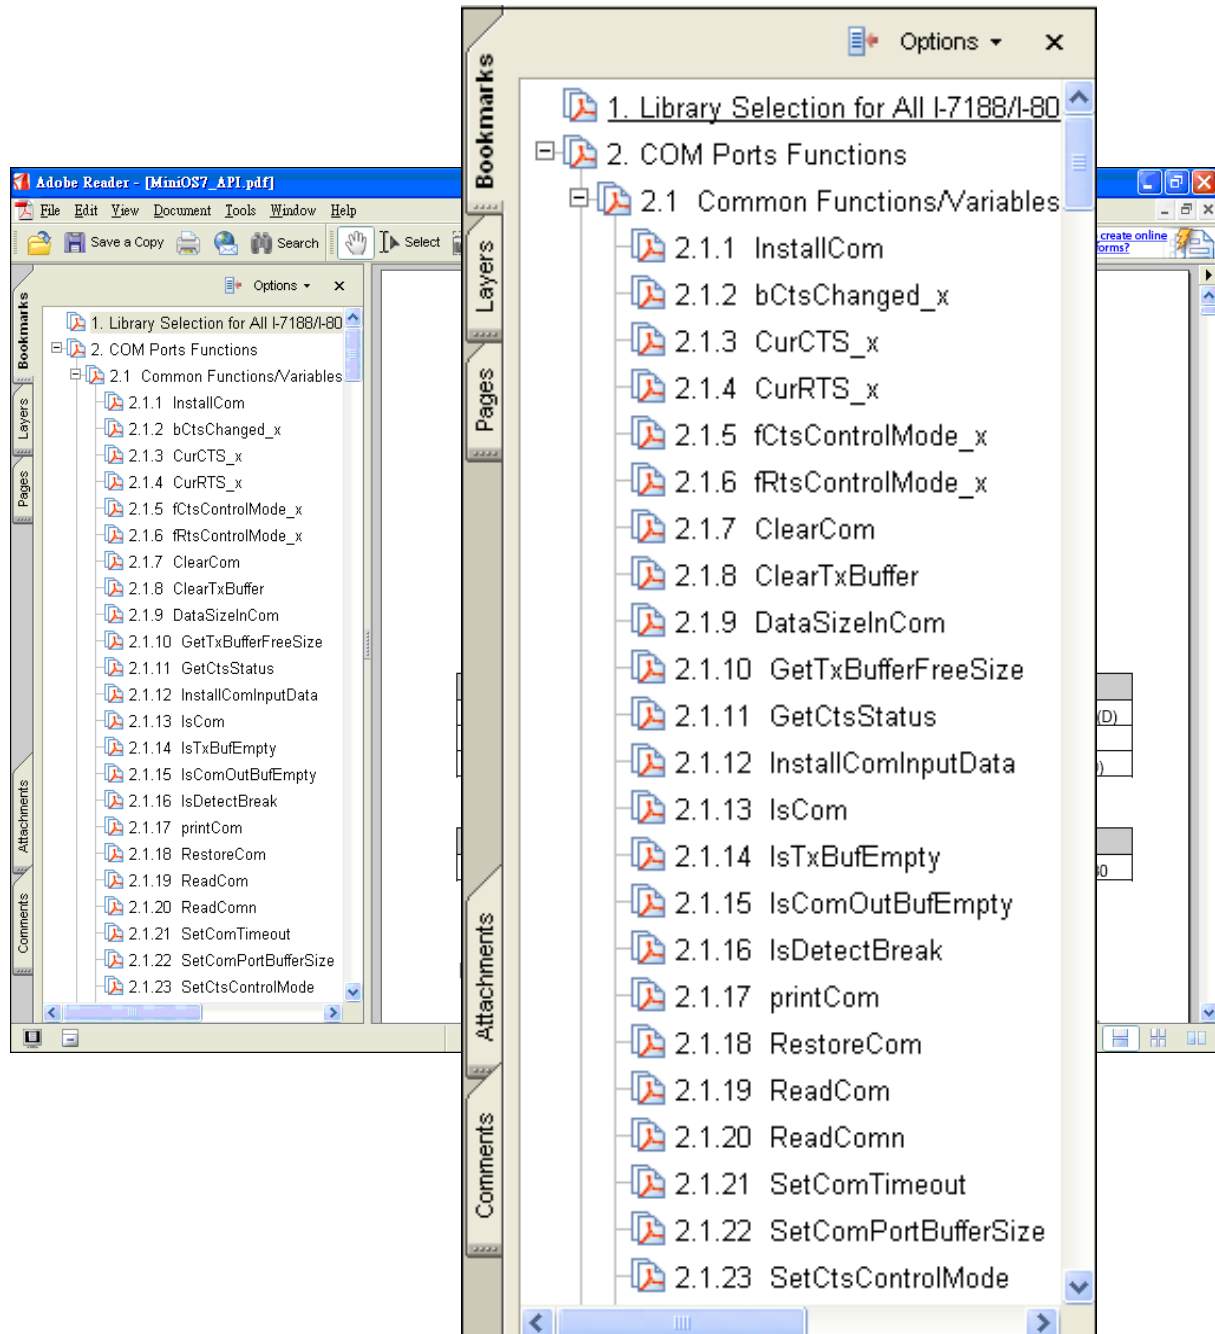 Adobe Reader - [MiniOS7_API.pdf]
File Edit View Document Tools Window Help
Save a Copy Search Select
create online
orms?
Bookmarks
Layers
Pages
Attachments
Comments
Options
1. Library Selection for All I-7188/I-80
2. COM Ports Functions
2.1 Common Functions/Variables
2.1.1 InstallCom
2.1.2 bCtsChanged_x
2.1.3 CurCTS_x
2.1.4 CurRTS_x
2.1.5 fCtsControlMode_x
2.1.6 fRtsControlMode_x
2.1.7 ClearCom
2.1.8 ClearTxBuffer
2.1.9 DataSizeInCom
2.1.10 GetTxBufferFreeSize
2.1.11 GetCtsStatus
2.1.12 InstallComInputData
2.1.13 IsCom
2.1.14 IsTxBufEmpty
2.1.15 IsComOutBufEmpty
2.1.16 IsDetectBreak
2.1.17 printCom
2.1.18 RestoreCom
2.1.19 ReadCom
2.1.20 ReadComn
2.1.21 SetComTimeout
2.1.22 SetComPortBufferSize
2.1.23 SetCtsControlMode
Bookmarks
Layers
Pages
Attachments
Comments
Options
1. Library Selection for All I-7188/I-80
2. COM Ports Functions
2.1 Common Functions/Variables
2.1.1 InstallCom
2.1.2 bCtsChanged_x
2.1.3 CurCTS_x
2.1.4 CurRTS_x
2.1.5 fCtsControlMode_x
2.1.6 fRtsControlMode_x
2.1.7 ClearCom
2.1.8 ClearTxBuffer
2.1.9 DataSizeInCom
2.1.10 GetTxBufferFreeSize
2.1.11 GetCtsStatus
2.1.12 InstallComInputData
2.1.13 IsCom
2.1.14 IsTxBufEmpty
2.1.15 IsComOutBufEmpty
2.1.16 IsDetectBreak
2.1.17 printCom
2.1.18 RestoreCom
2.1.19 ReadCom
2.1.20 ReadComn
2.1.21 SetComTimeout
2.1.22 SetComPortBufferSize
2.1.23 SetCtsControlMode
(D)